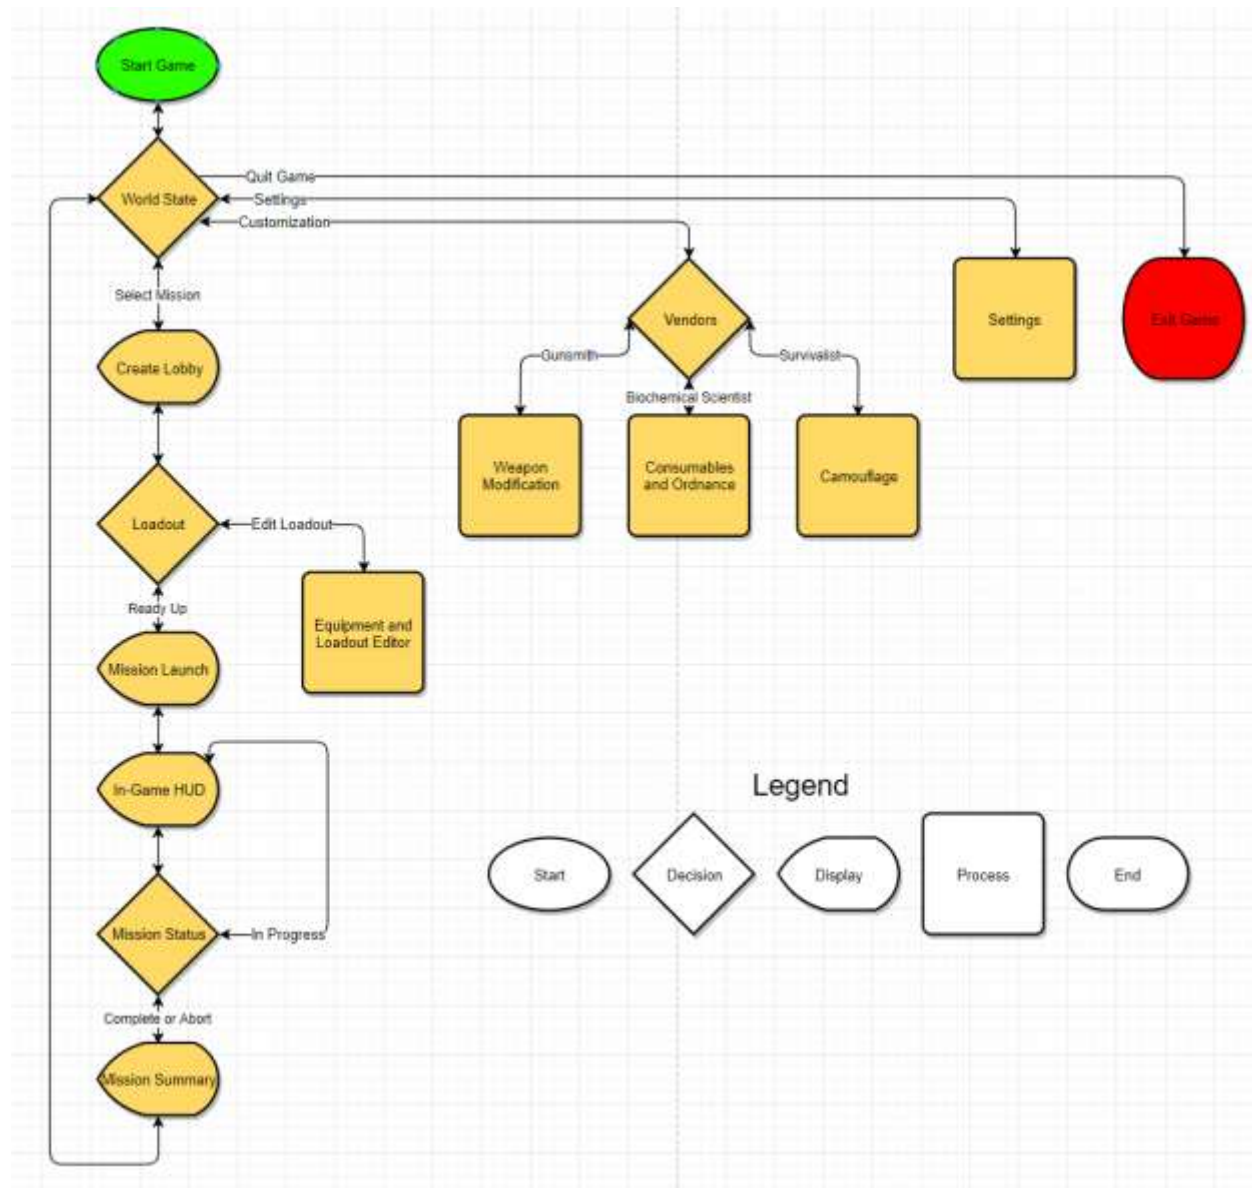 Start Game
World State
Quit Game
Settings
Customization
Select Mission
Vendors
Settings
Exit Game
Create Lobby
Gunsmith
Survivalist
Biochemical Scientist
Weapon
Modification
Consumables
and Ordnance
Camouflage
Loadout
Edit Loadout
Ready Up
Equipment and
Loadout Editor
Mission Launch
In-Game HUD
Legend
Start
Decision
Display
Process
End
Mission Status
In Progress
Complete or Abort
Mission Summary